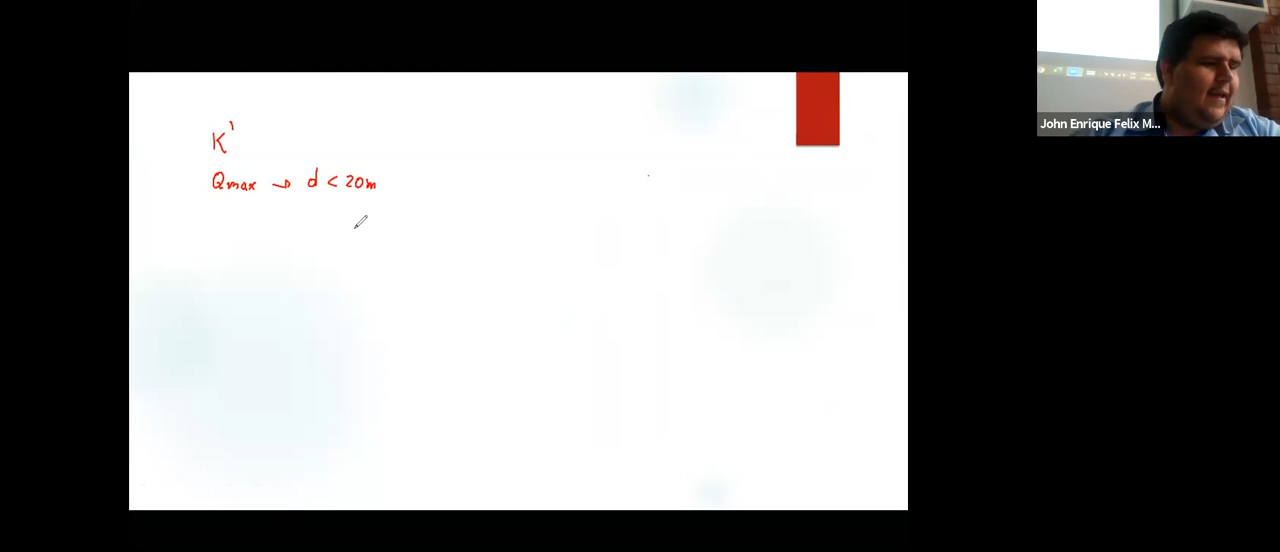 K'
Qmax → d < 20m
John Enrique Felix M...